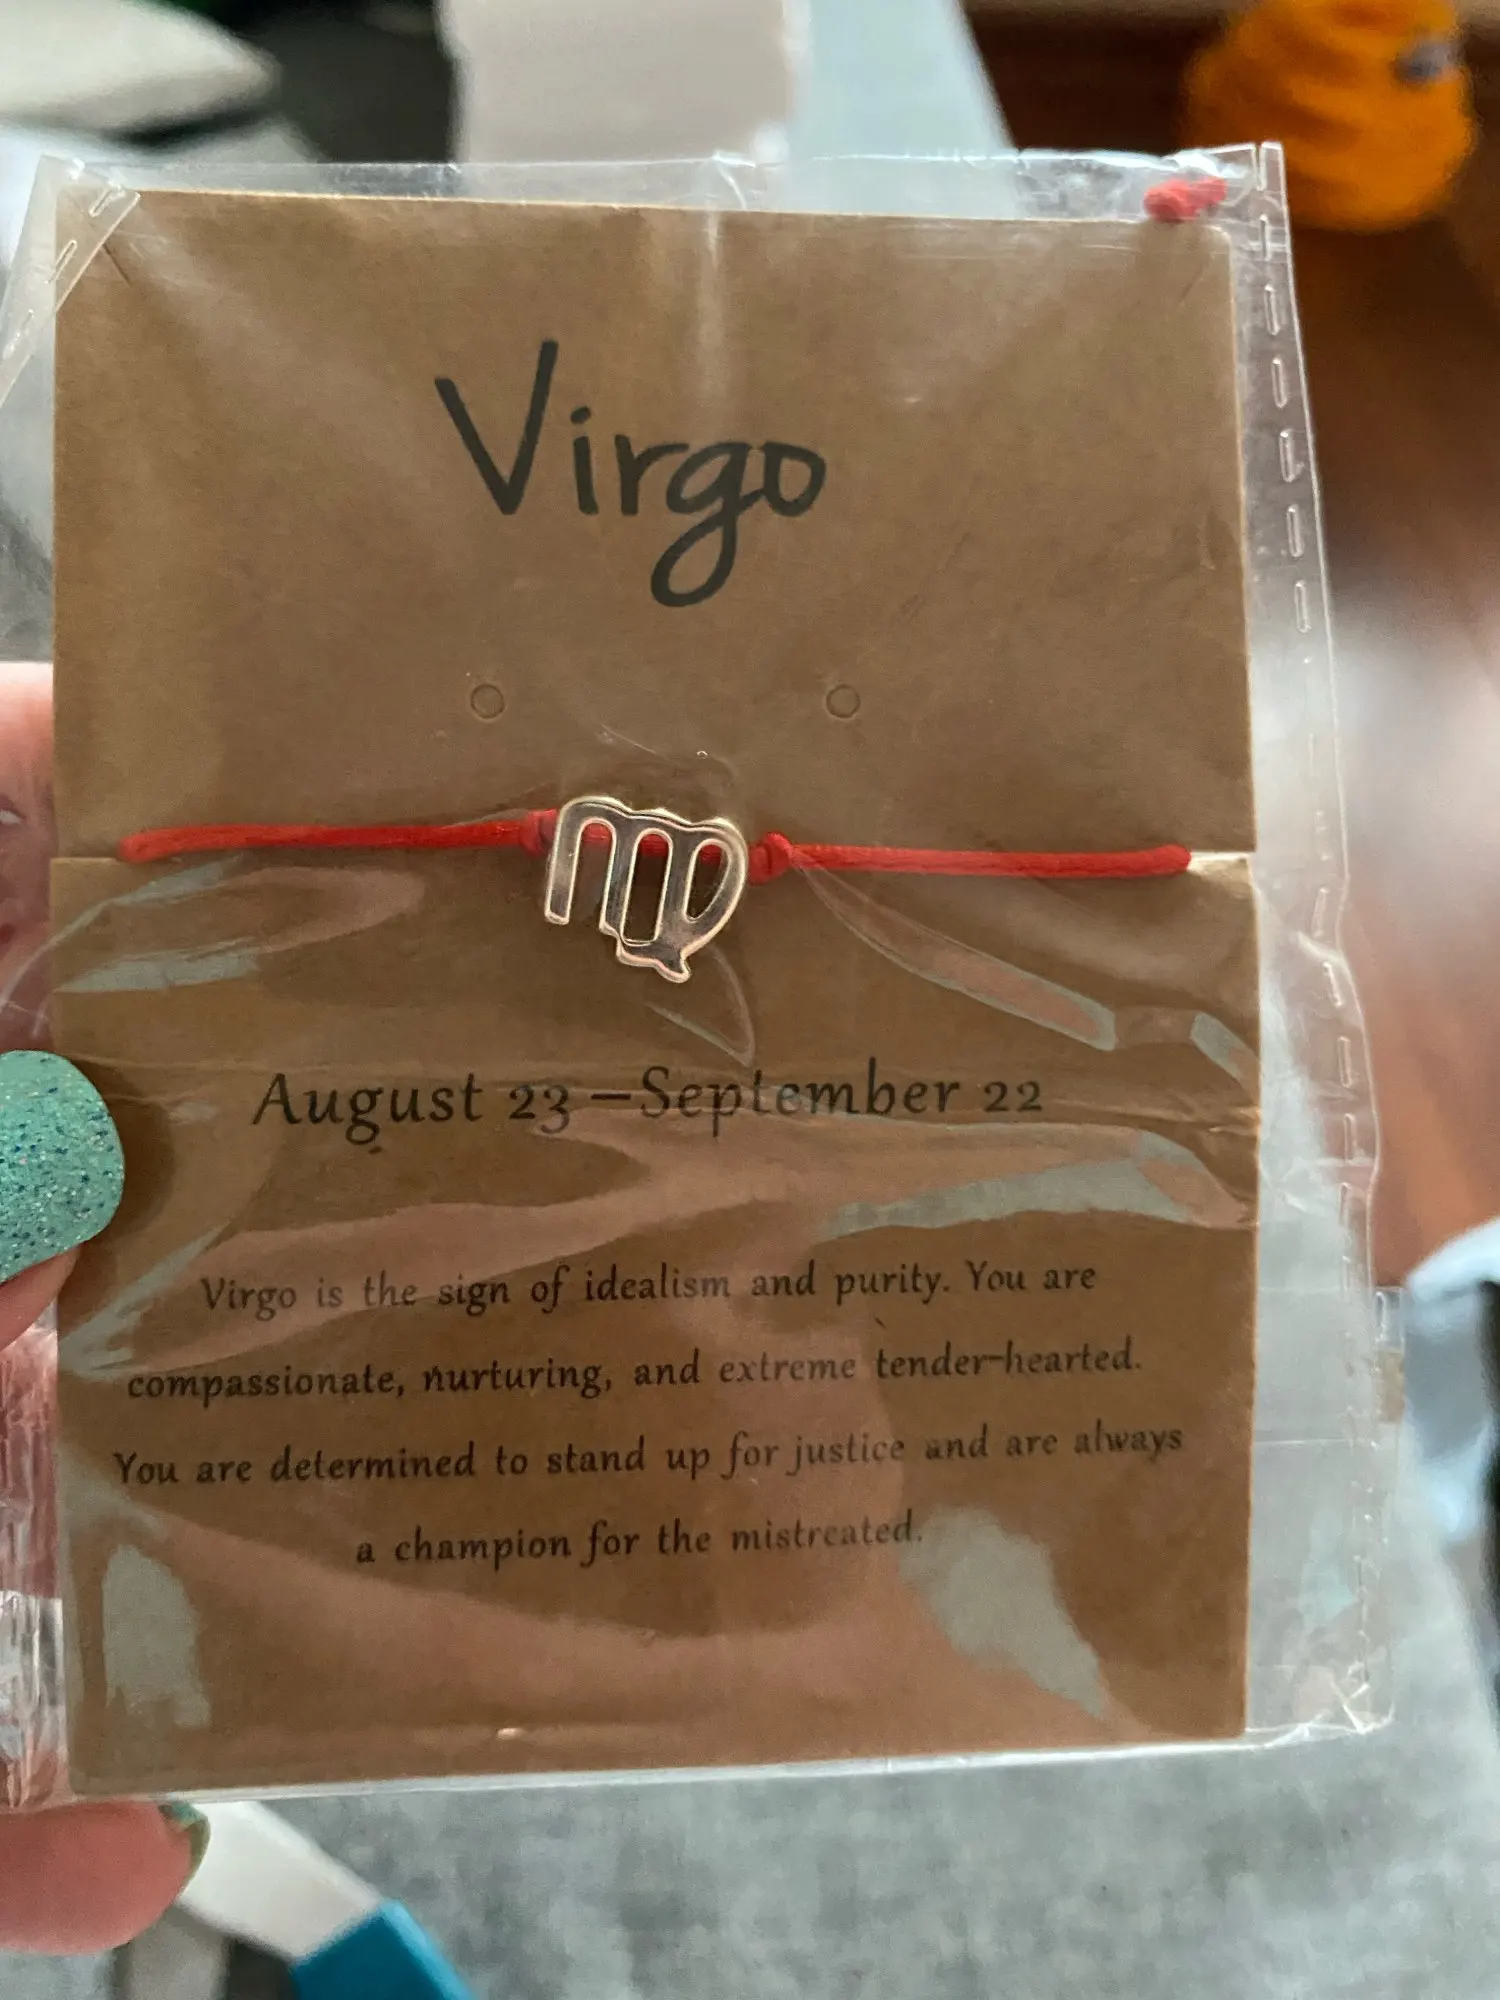 Virgo
August 23 –September 22
Virgo is the sign of idealism and purity. You are
compassionate, nurturing, and extreme tender-hearted.
You are determined to stand up for justice and are always
a champion for the mistreated.